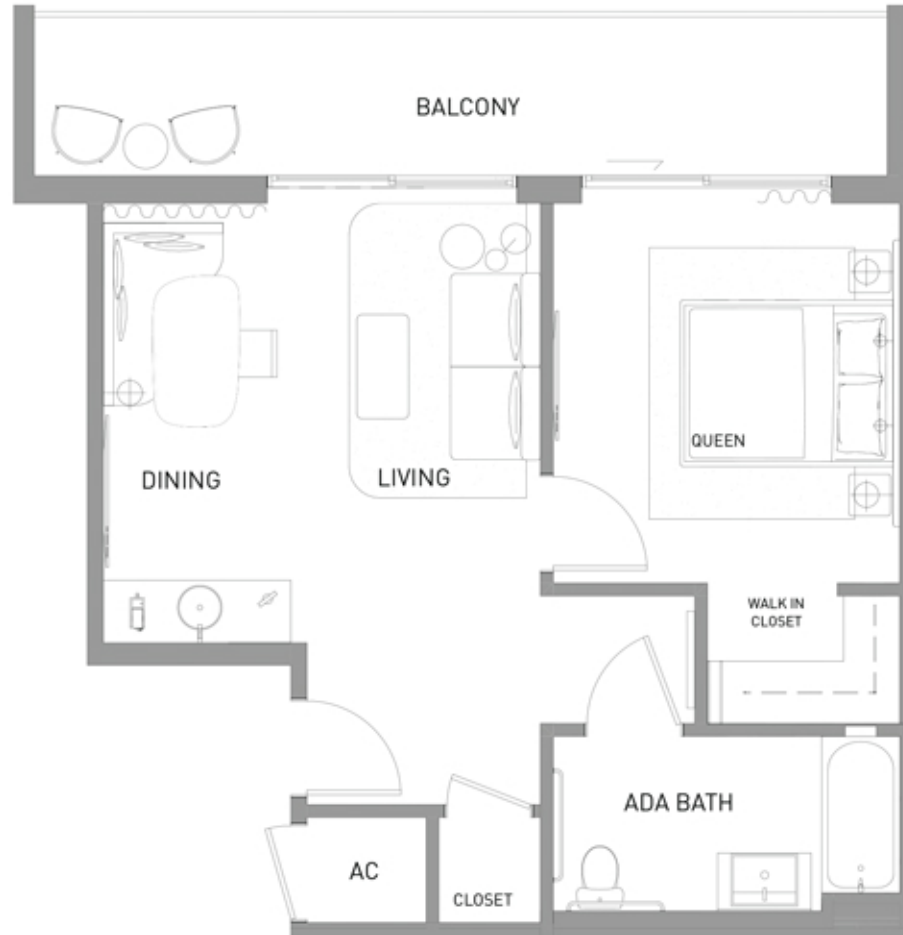 BALCONY
QUEEN
DINING
LIVING
WALK IN
CLOSET
ADA BATH
AC
CLOSET